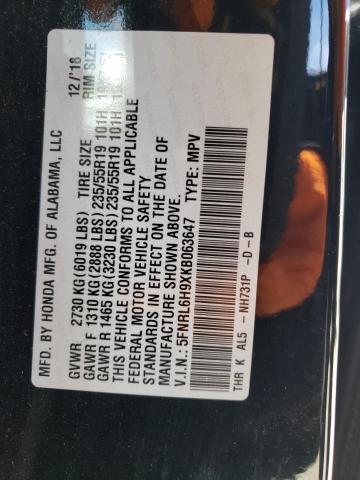 MFD. BY HONDA MFG. OF ALABAMA, LLC 12/'18
GVWR 2730 KG(6019 LBS) TIRE SIZE RIM SIZE
GAWR F 1310 KG(2888 LBS)235/55R19 101H
GAWR R 1465 KG(3230 LBS)235/55R19 101H
THIS VEHICLE CONFORMS TO ALL APPLICABLE
FEDERAL MOTOR VEHICLE SAFETY
STANDARDS IN EFFECT ON THE DATE OF
MANUFACTURE SHOWN ABOVE.
V.I.N.: 5FNRL6H9XKB063647 TYPE: MPV
THR K AL5 - NH731P -D-B